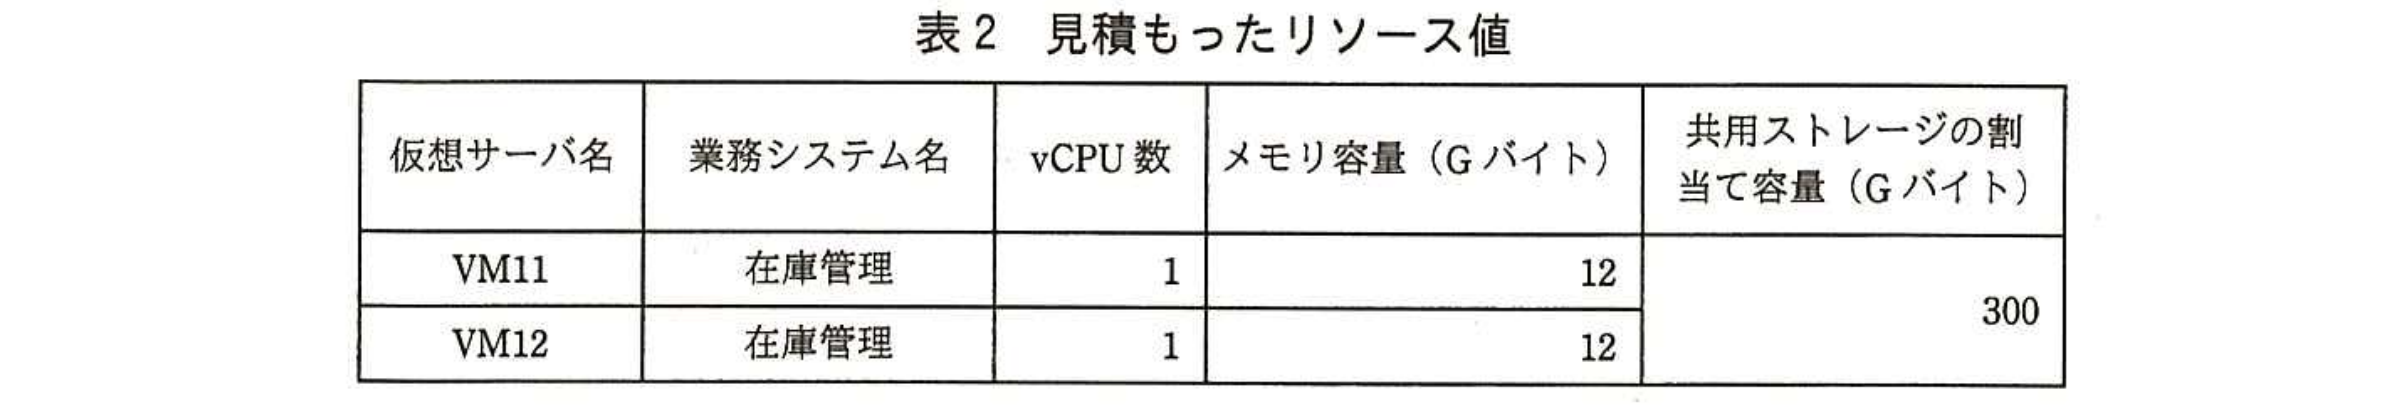 表2 見積もったリソース値
仮想サーバ名 業務システム名 vCPU 数 メモリ容量（G バイト） 共用ストレージの割
当て容量（G バイト）
VM11 在庫管理 1 12 300
VM12 在庫管理 1 12